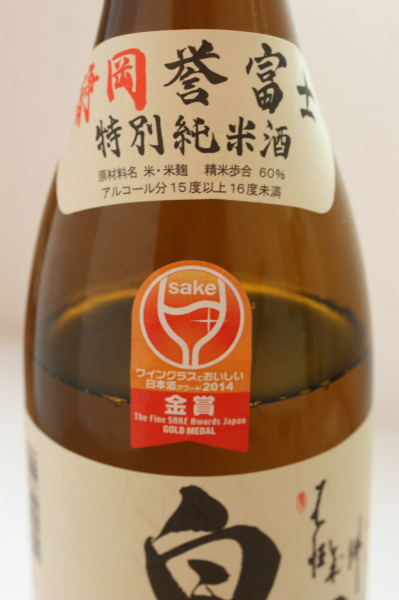 静岡 誉富士
特別純米酒
原材料名 米・米麹 精米歩合 60%
アルコール分 15度以上 16度未満
sake
ワイングラスでおいしい
日本酒アワード2014
金賞
The Fine SAKE Awards Japan
GOLD MEDAL
白